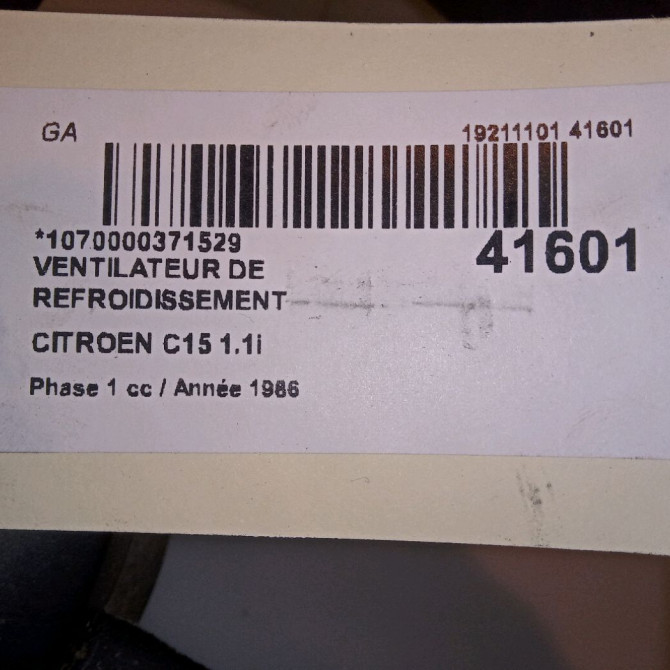 GA
19211101 41601
*1070000371529
41601
VENTILATEUR DE
REFROIDISSEMENT
CITROEN C15 1.1i
Phase 1 cc / Année 1986